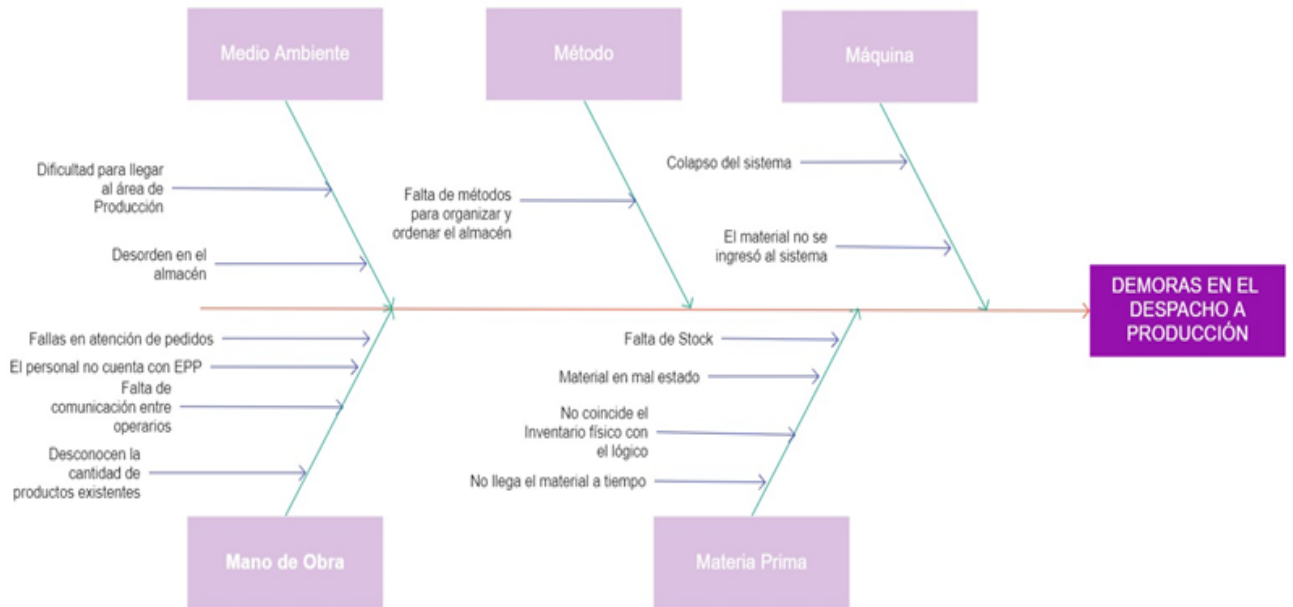 Medio Ambiente
Método
Máquina
Dificultad para llegar
al área de
Producción
Desorden en el
almacén
Falta de métodos
para organizar y
ordenar el almacén
Colapso del sistema
El material no se
ingresó al sistema
DEMORAS EN EL
DESPACHO A
PRODUCCIÓN
Fallas en atención de pedidos
El personal no cuenta con EPP
Falta de
comunicación entre
operarios
Desconocen la
cantidad de
productos existentes
Falta de Stock
Material en mal estado
No coincide el
Inventario físico con
el lógico
No llega el material a tiempo
Mano de Obra
Materia Prima